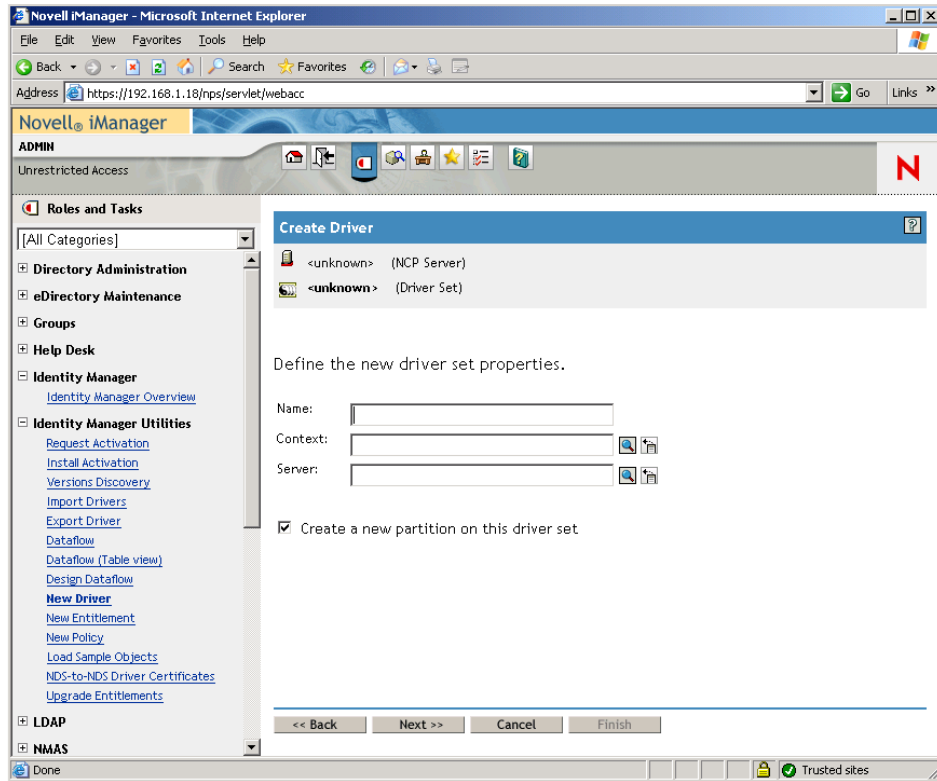 Novell iManager - Microsoft Internet Explorer
File Edit View Favorites Tools Help
Back Search Favorites
Address https://192.168.1.18/nps/servlet/webacc Go Links »
Novell® iManager
ADMIN
Unrestricted Access
N
Roles and Tasks
[All Categories]
Directory Administration
eDirectory Maintenance
Groups
Help Desk
Identity Manager
Identity Manager Overview
Identity Manager Utilities
Request Activation
Install Activation
Versions Discovery
Import Drivers
Export Driver
Dataflow
Dataflow (Table view)
Design Dataflow
New Driver
New Entitlement
New Policy
Load Sample Objects
NDS-to-NDS Driver Certificates
Upgrade Entitlements
LDAP
NMAS
Create Driver ?
<unknown> (NCP Server)
<unknown> (Driver Set)
Define the new driver set properties.
Name:
Context:
Server:
Create a new partition on this driver set
<< Back Next >> Cancel Finish
Done Trusted sites